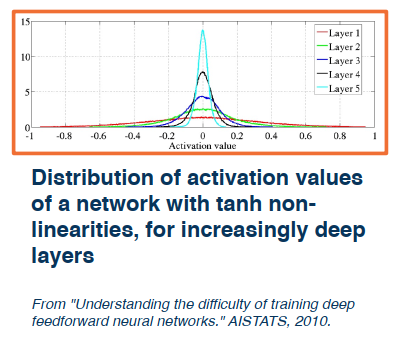 15
10
5
0
-1 -0.8 -0.6 -0.4 -0.2 0 0.2 0.4 0.6 0.8 1
Activation value
Layer 1
Layer 2
Layer 3
Layer 4
Layer 5
Distribution of activation values
of a network with tanh non-
linearities, for increasingly deep
layers
From "Understanding the difficulty of training deep
feedforward neural networks." AISTATS, 2010.